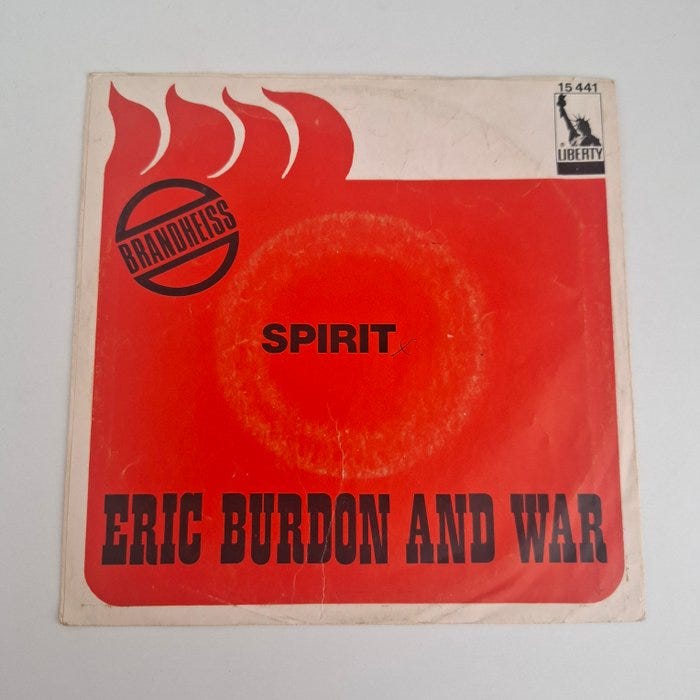 15 441
LIBERTY
BRANDHEISS
SPIRIT
ERIC BURDON AND WAR